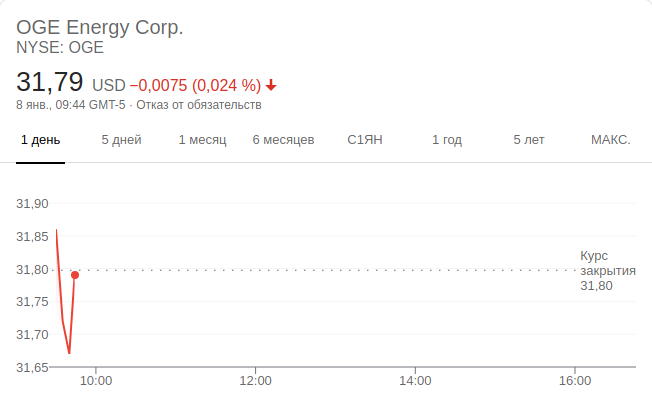 OGE Energy Corp.
NYSE: OGE
31,79 USD −0,0075 (0,024 %)
8 янв., 09:44 GMT-5 · Отказ от обязательств
1 день 5 дней 1 месяц 6 месяцев С1ЯН 1 год 5 лет МАКС.
31,90
31,85
31,80
31,75
31,70
31,65
Курс
закрытия
31,80
10:00 12:00 14:00 16:00